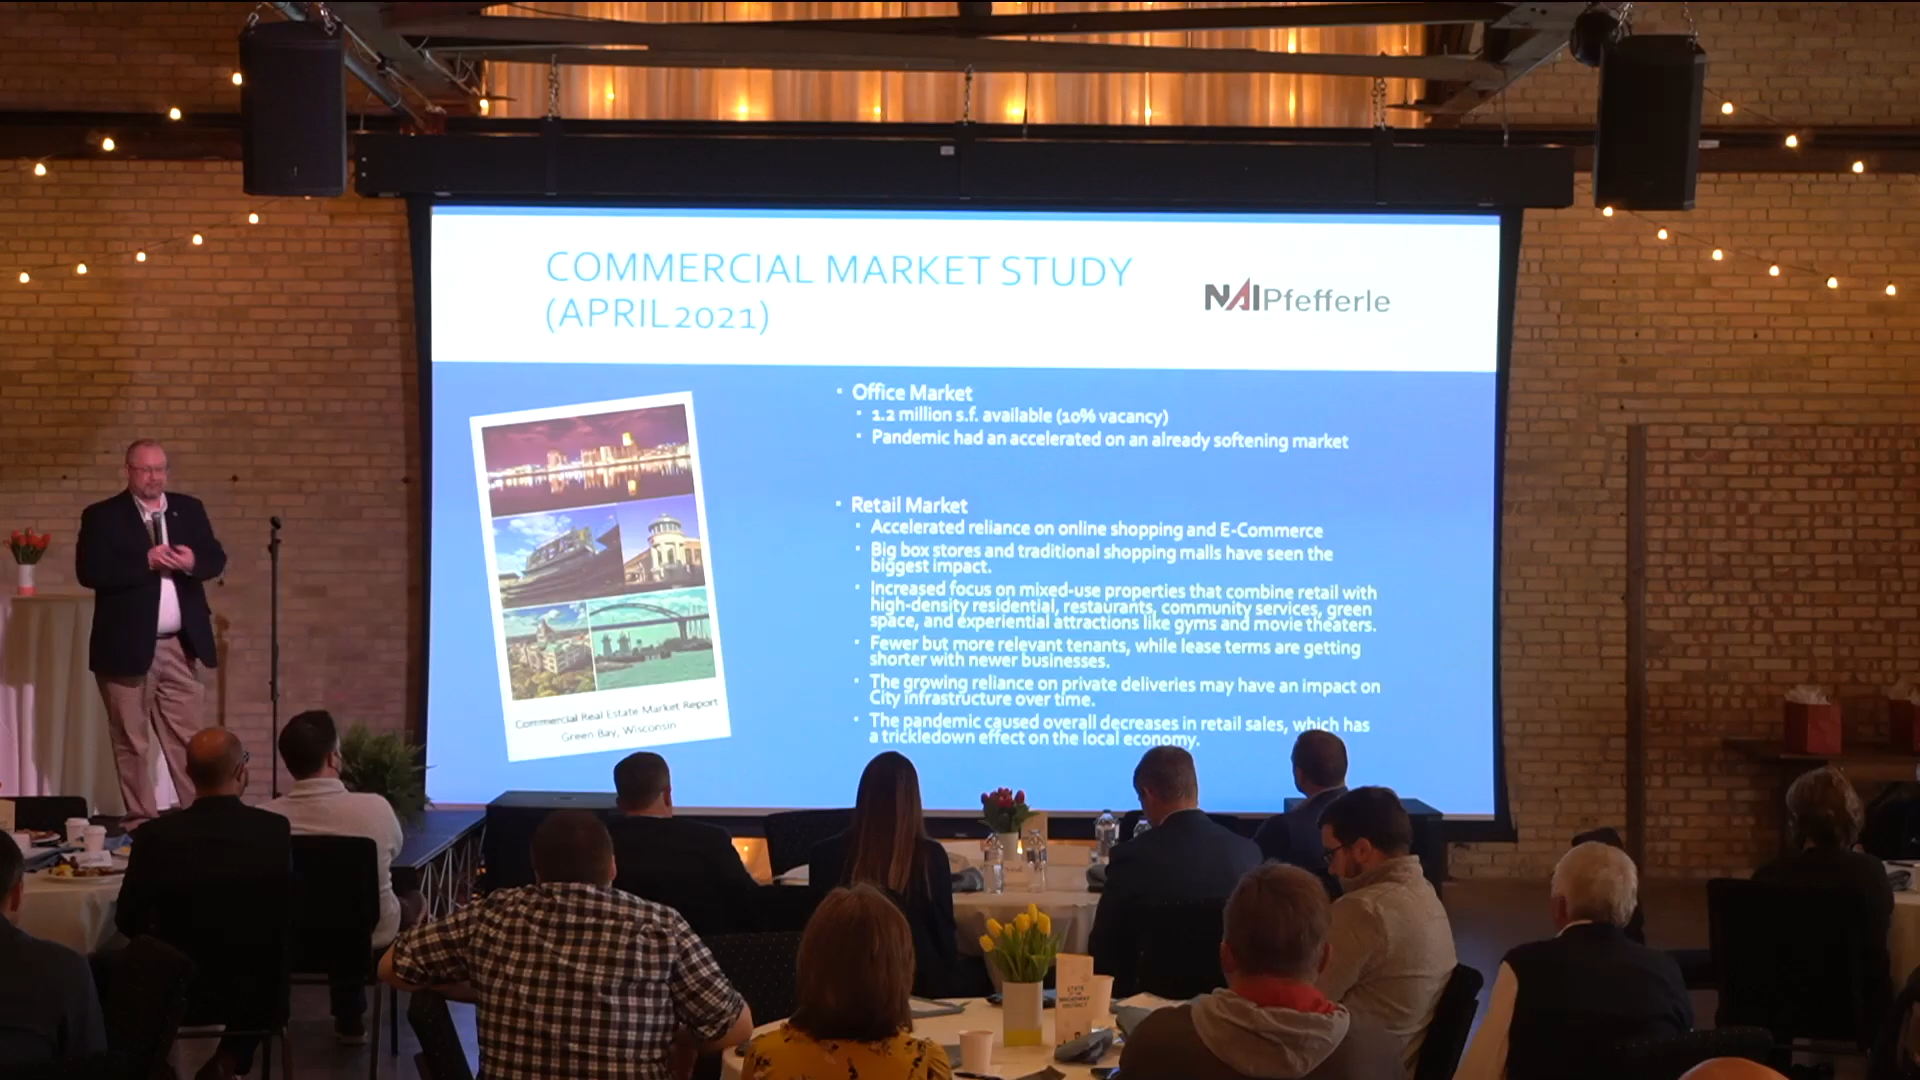 COMMERCIAL MARKET STUDY
(APRIL2021)
NAIPfefferle
Office Market
1.2 million s.f. available (10% vacancy)
Pandemic had an accelerated on an already softening market
Retail Market
Accelerated reliance on online shopping and E-Commerce
Big box stores and traditional shopping malls have seen the
biggest impact.
Increased focus on mixed-use properties that combine retail with
high-density residential, restaurants, community services, green
space, and experiential attractions like gyms and movie theaters.
Fewer but more relevant tenants, while lease terms are getting
shorter with newer businesses.
The growing reliance on private deliveries may have an impact on
City infrastructure over time.
The pandemic caused overall decreases in retail sales, which has
a trickledown effect on the local economy.
Commercial Real Estate Market Report
Green Bay, Wisconsin
STATE
OF THE
BROADWAY
DISTRICT